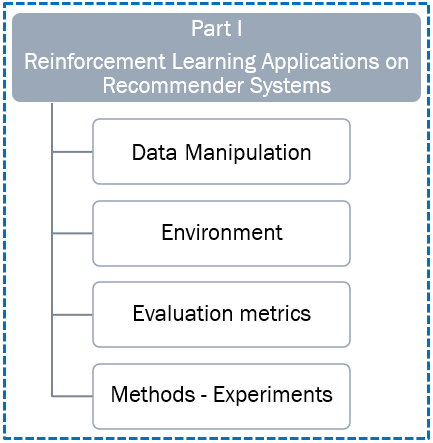 Part I
Reinforcement Learning Applications on
Recommender Systems
Data Manipulation
Environment
Evaluation metrics
Methods - Experiments